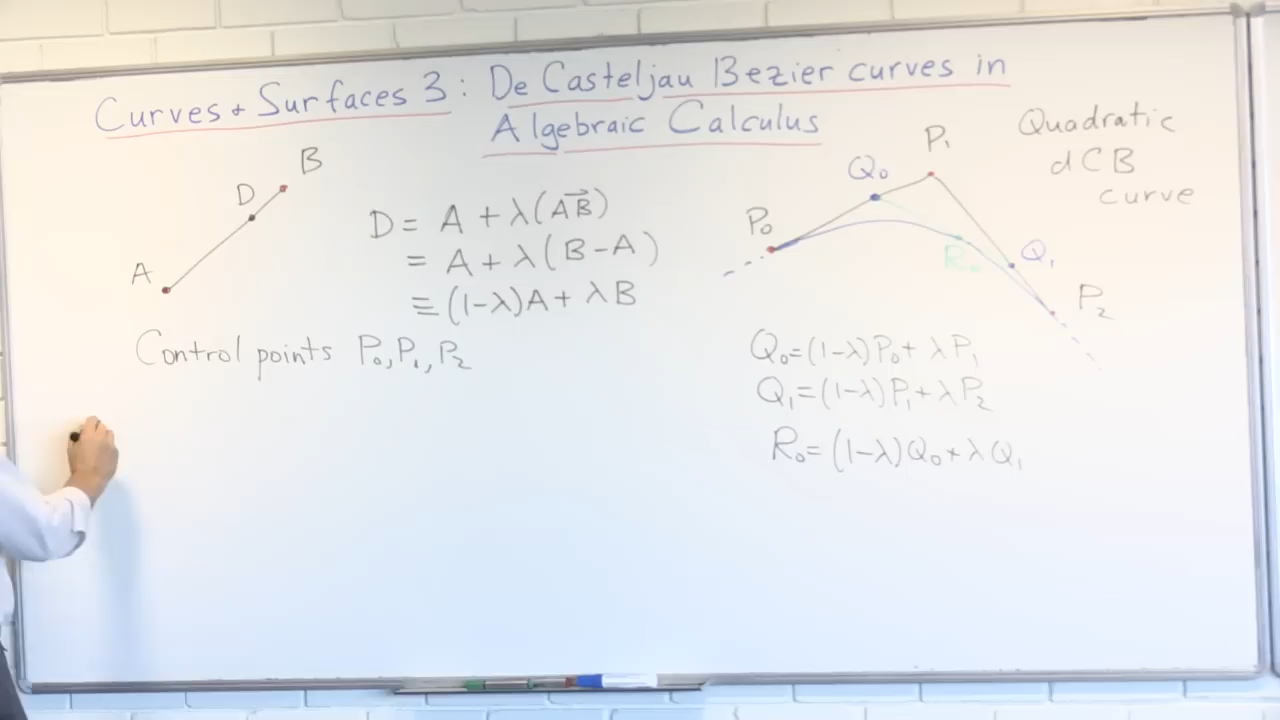 Curves + Surfaces 3: De Casteljau Bezier curves in
Algebraic Calculus
A
D
B
D = A + λ(A⃗B⃗)
= A + λ(B-A)
= (1-λ)A + λB
Control points P₀, P₁, P₂
Quadratic
dCB
curve
P₀
Q₀
P₁
R₀
Q₁
P₂
Q₀=(1-λ)P₀+λP₁
Q₁=(1-λ)P₁+λP₂
R₀=(1-λ)Q₀+λQ₁